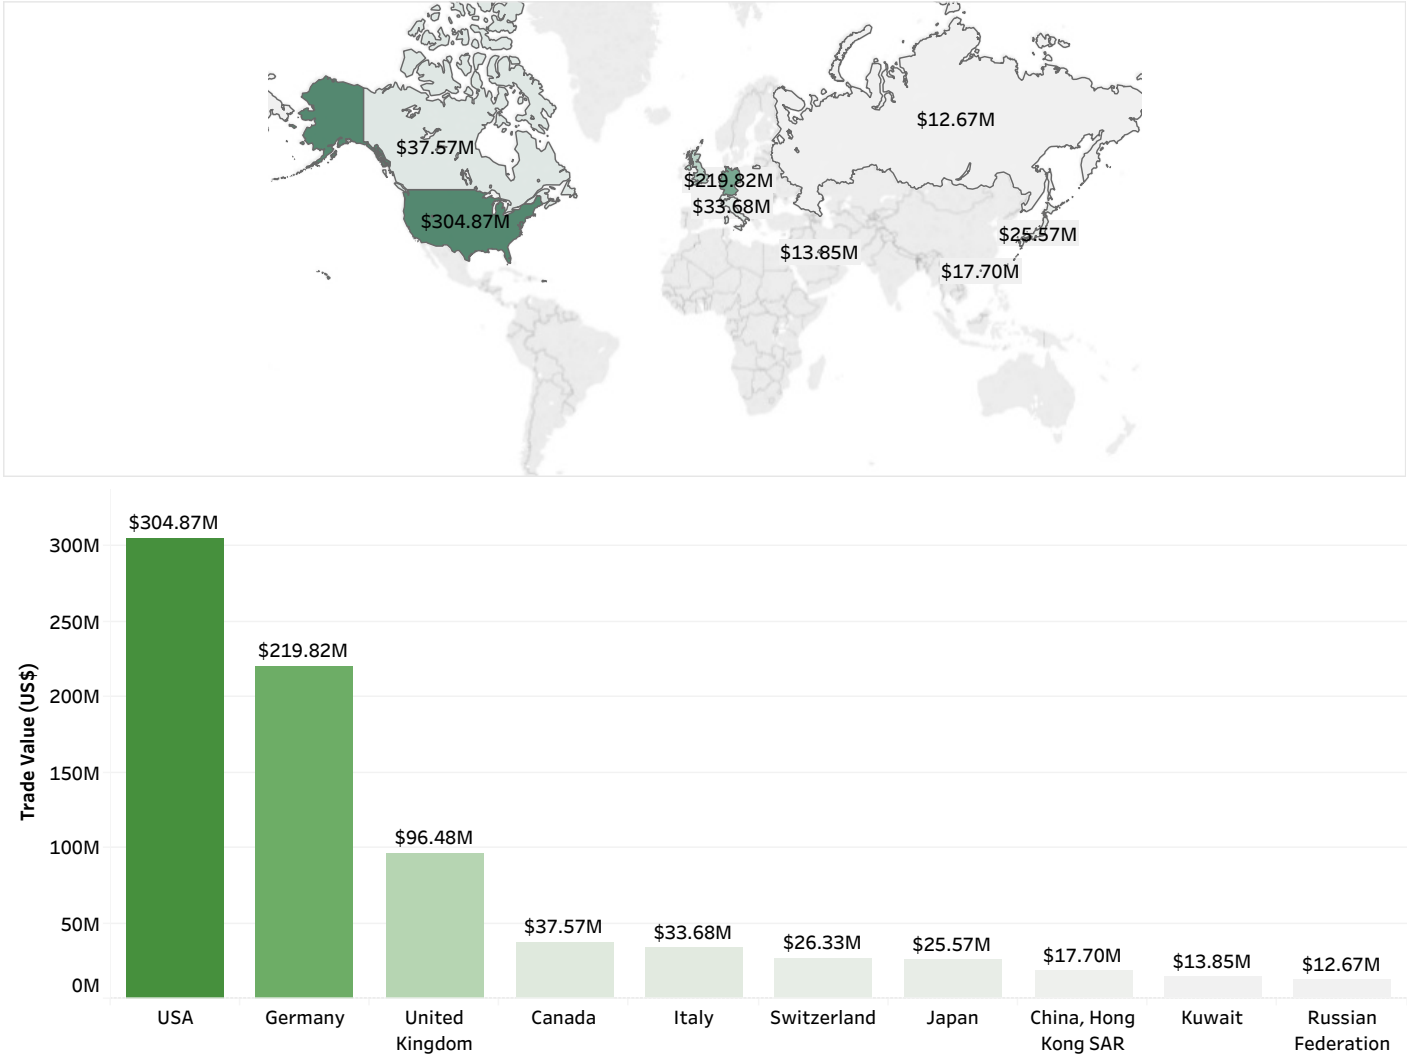 $12.67M
$37.57M
$219.82M
$33.68M
$304.87M
$25.57M
$13.85M
$17.70M
Trade Value (US$)
300M
250M
200M
150M
100M
50M
0M
$304.87M
$219.82M
$96.48M
$37.57M
$33.68M
$26.33M
$25.57M
$17.70M
$13.85M
$12.67M
USA
Germany
United
Kingdom
Canada
Italy
Switzerland
Japan
China, Hong
Kong SAR
Kuwait
Russian
Federation